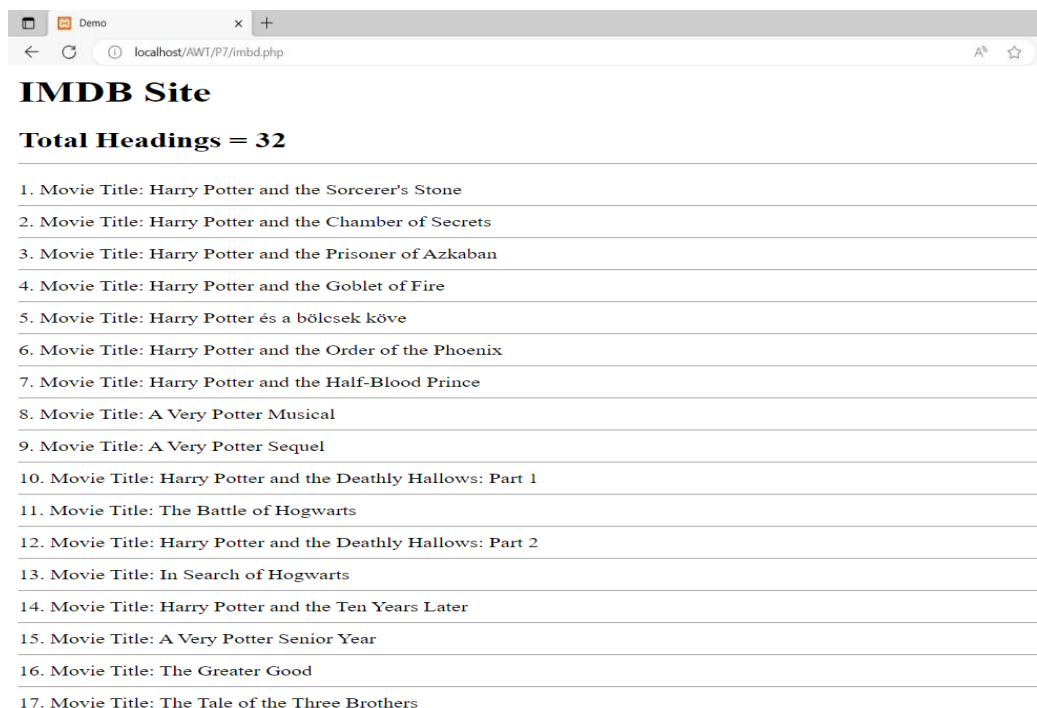 Demo
localhost/AWT/P7/imbd.php
IMDB Site
Total Headings = 32
1. Movie Title: Harry Potter and the Sorcerer's Stone
2. Movie Title: Harry Potter and the Chamber of Secrets
3. Movie Title: Harry Potter and the Prisoner of Azkaban
4. Movie Title: Harry Potter and the Goblet of Fire
5. Movie Title: Harry Potter és a bölcsek köve
6. Movie Title: Harry Potter and the Order of the Phoenix
7. Movie Title: Harry Potter and the Half-Blood Prince
8. Movie Title: A Very Potter Musical
9. Movie Title: A Very Potter Sequel
10. Movie Title: Harry Potter and the Deathly Hallows: Part 1
11. Movie Title: The Battle of Hogwarts
12. Movie Title: Harry Potter and the Deathly Hallows: Part 2
13. Movie Title: In Search of Hogwarts
14. Movie Title: Harry Potter and the Ten Years Later
15. Movie Title: A Very Potter Senior Year
16. Movie Title: The Greater Good
17. Movie Title: The Tale of the Three Brothers